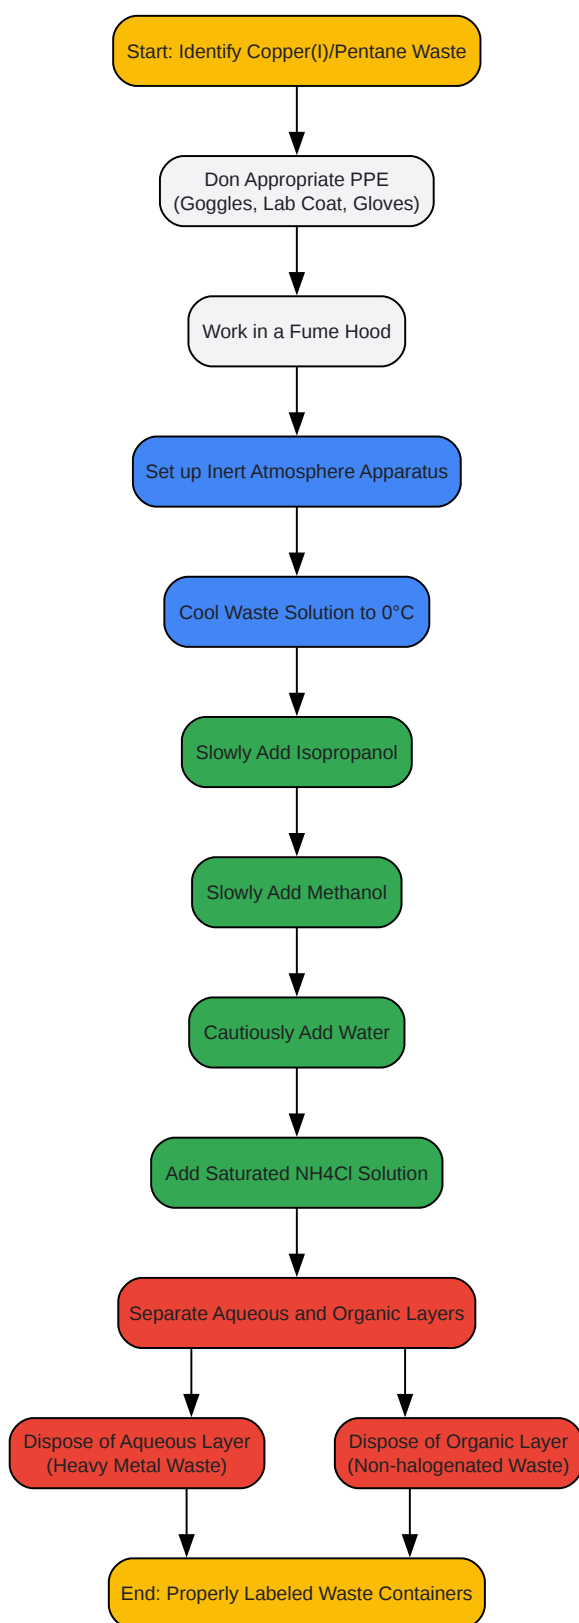 Start: Identify Copper(I)/Pentane Waste
Don Appropriate PPE
(Goggles, Lab Coat, Gloves)
Work in a Fume Hood
Set up Inert Atmosphere Apparatus
Cool Waste Solution to 0°C
Slowly Add Isopropanol
Slowly Add Methanol
Cautiously Add Water
Add Saturated NH4Cl Solution
Separate Aqueous and Organic Layers
Dispose of Aqueous Layer
(Heavy Metal Waste)
Dispose of Organic Layer
(Non-halogenated Waste)
End: Properly Labeled Waste Containers